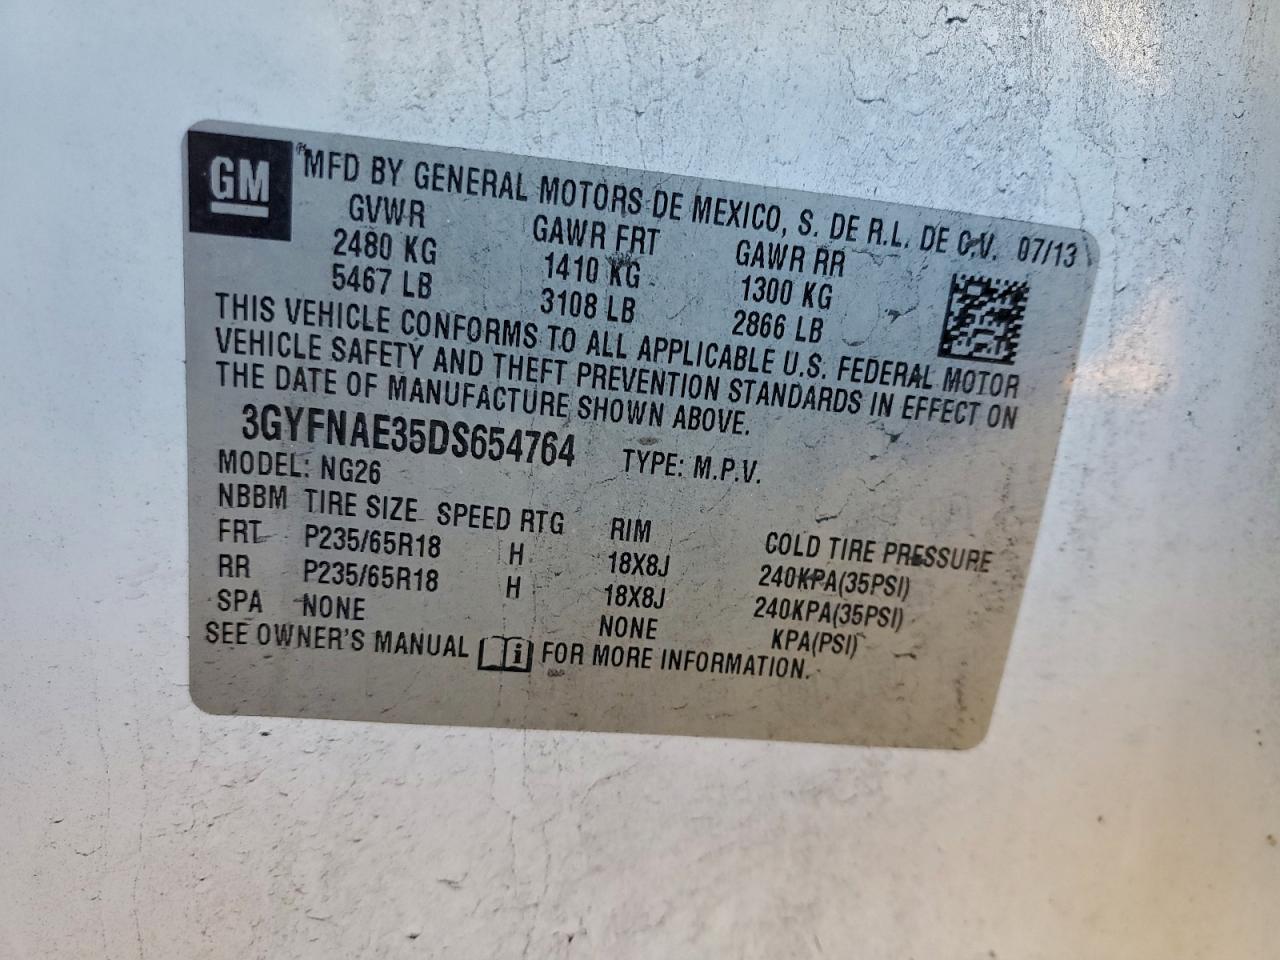 GM MFD BY GENERAL MOTORS DE MEXICO, S. DE R.L. DE C.V. 07/13
GVWR GAWR FRT GAWR RR
2480 KG 1410 KG 1300 KG
5467 LB 3108 LB 2866 LB
THIS VEHICLE CONFORMS TO ALL APPLICABLE U.S. FEDERAL MOTOR
VEHICLE SAFETY AND THEFT PREVENTION STANDARDS IN EFFECT ON
THE DATE OF MANUFACTURE SHOWN ABOVE.
3GYFNAE35DS654764 TYPE: M.P.V.
MODEL: NG26
NBBM TIRE SIZE SPEED RTG RIM COLD TIRE PRESSURE
FRT P235/65R18 H 18X8J 240KPA(35PSI)
RR P235/65R18 H 18X8J 240KPA(35PSI)
SPA NONE NONE KPA(PSI)
SEE OWNER'S MANUAL i FOR MORE INFORMATION.